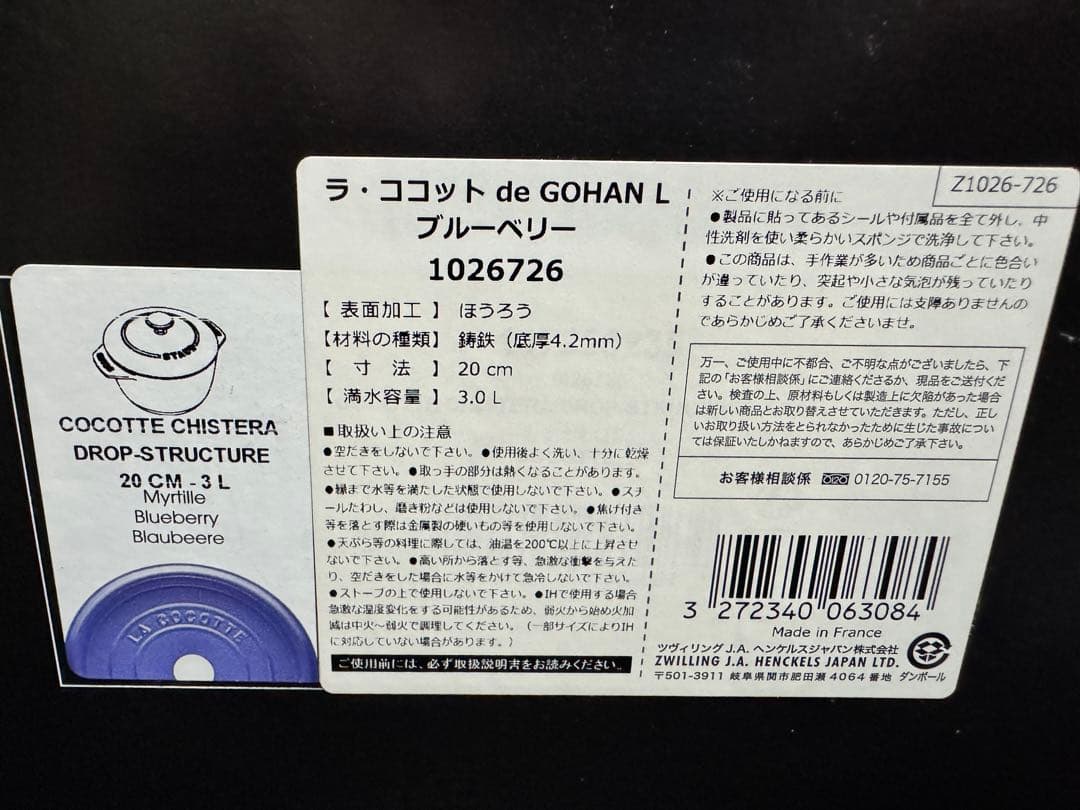 STAUB
COCOTTE CHISTERA
DROP-STRUCTURE
20 CM - 3 L
Myrtille
Blueberry
Blaubeere
LA COCOTTE
ラ・ココット de GOHAN L
ブルーベリー
1026726
【 表面加工 】 ほうろう
【材料の種類】 鋳鉄（底厚4.2mm）
【 寸 法 】 20 cm
【 満水容量 】 3.0 L
■取扱い上の注意
●空だきをしないで下さい。●使用後よく洗い、十分に乾燥
させて下さい。●取っ手の部分は熱くなることがあります。
●縁まで水等を満たした状態で使用しないで下さい。●スチ
ールたわし、磨き粉などは使用しないで下さい。●焦げ付き
等を落とす際は金属製の硬いもの等を使用しないで下さい。
●天ぷら等の料理に際しては、油温を200℃以上に上昇させ
ないで下さい。●高い所から落とす等、急激な衝撃を与えた
り、空だきをした場合に水等をかけて急冷しないで下さい。
●ストーブの上で使用しないで下さい。●IHで使用する場合
急激な温度変化をする可能性があるため、弱火から始め火加
減は中火～弱火で調理してください。（一部サイズによりIH
に対応していない場合があります。）
ご使用前には、必ず取扱説明書をお読みください。
Z1026-726
※ご使用になる前に
●製品に貼ってあるシールや付属品を全て外し、中
性洗剤を使い柔らかいスポンジで洗浄して下さい。
●この商品は、手作業が多いため商品ごとに色合い
が違っていたり、突起や小さな気泡が残っていたり
することがあります。ご使用には支障ありませんの
であらかじめご了承くださいませ。
万一、ご使用中に不都合、ご不明な点がございましたら、下
記の「お客様相談係」にご連絡くださるか、現品をご送付くだ
さい。検査の上、原材料もしくは製造上に欠陥があった場合
は新しい商品とお取り替えさせていただきます。ただし、正し
いお取り扱い方法をとられなかったために生じた事故につい
ては保証いたしかねますので、あらかじめご了承下さい。
お客様相談係 0120-75-7155
3 272340 063084
Made in France
ツヴィリング J.A. ヘンケルスジャパン株式会社
ZWILLING J.A. HENCKELS JAPAN LTD.
〒501-3911 岐阜県関市肥田瀬 4064 番地 ダンボール